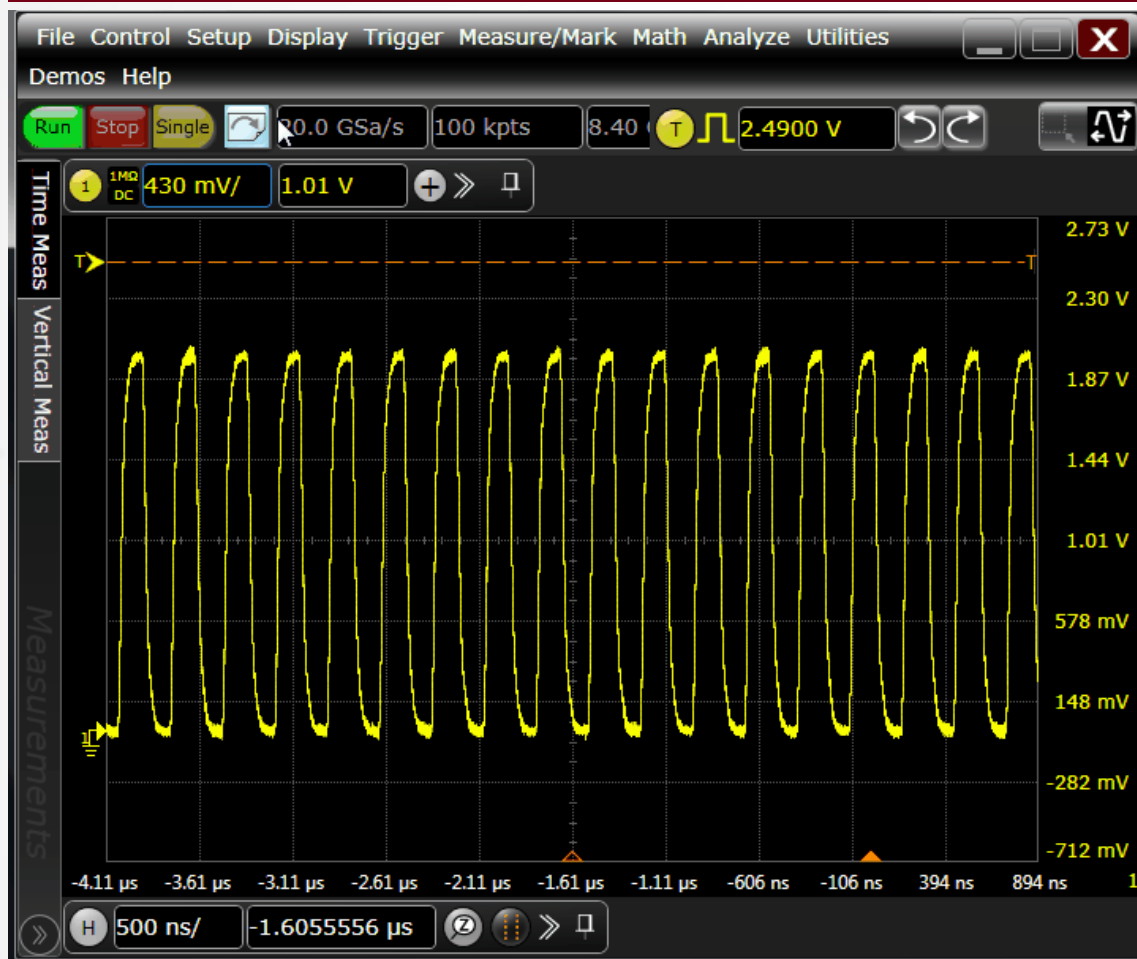 File Control Setup Display Trigger Measure/Mark Math Analyze Utilities
Demos Help
Run Stop Single 20.0 GSa/s 100 kpts 8.40 T 2.4900 V
1 1MΩ DC 430 mV/ 1.01 V
Time Meas
Vertical Meas
Measurements
T
T
2.73 V
2.30 V
1.87 V
1.44 V
1.01 V
578 mV
148 mV
1
-282 mV
-712 mV
-4.11 µs -3.61 µs -3.11 µs -2.61 µs -2.11 µs -1.61 µs -1.11 µs -606 ns -106 ns 394 ns 894 ns 1
H 500 ns/ -1.6055556 µs Z